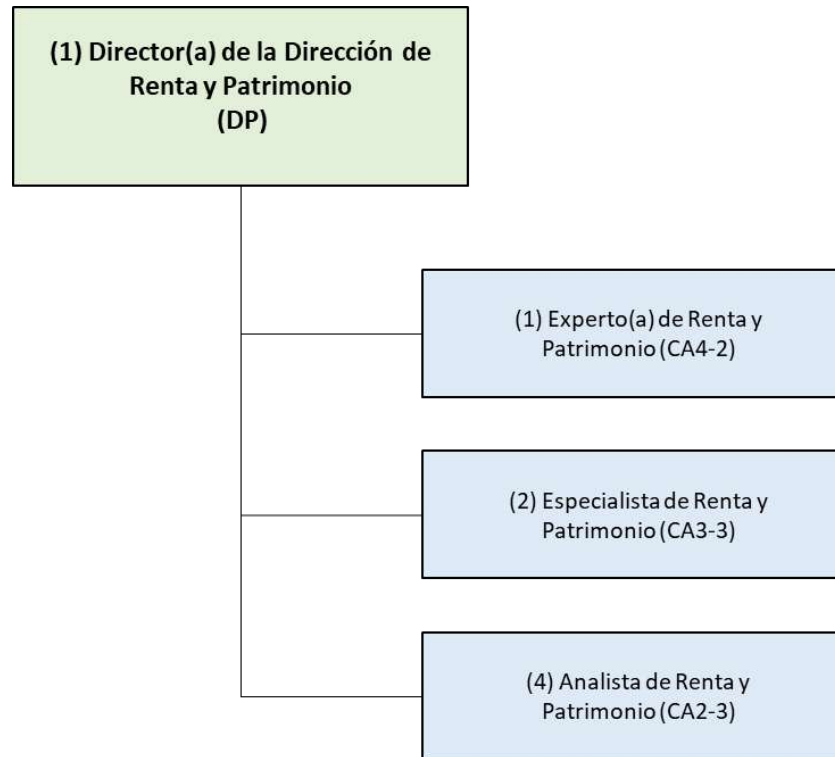 (1) Director(a) de la Dirección de
Renta y Patrimonio
(DP)
(1) Experto(a) de Renta y
Patrimonio (CA4-2)
(2) Especialista de Renta y
Patrimonio (CA3-3)
(4) Analista de Renta y
Patrimonio (CA2-3)